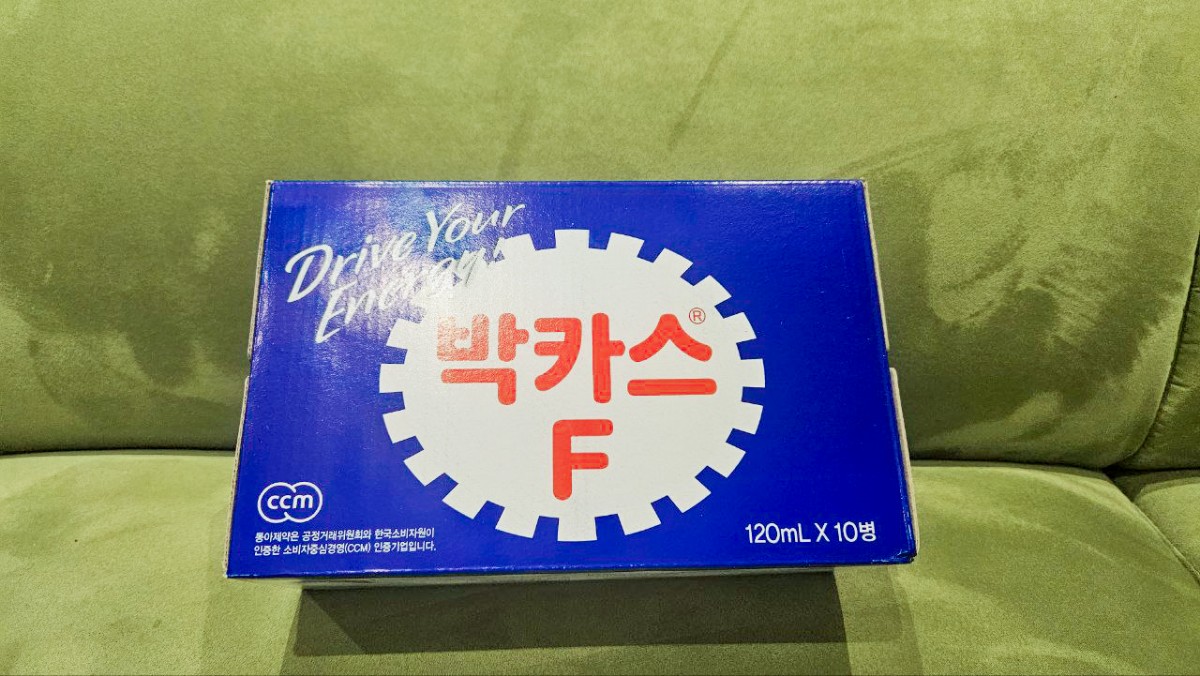 Drive Your
Energy!
박카스®
F
ccm
동아제약은 공정거래위원회와 한국소비자원이
인증한 소비자중심경영(CCM) 인증기업입니다.
120mL X 10병